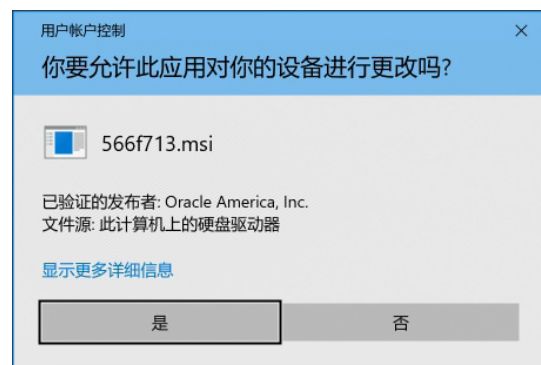 用户帐户控制
你要允许此应用对你的设备进行更改吗?
566f713.msi
已验证的发布者: Oracle America, Inc.
文件源: 此计算机上的硬盘驱动器
显示更多详细信息
是
否